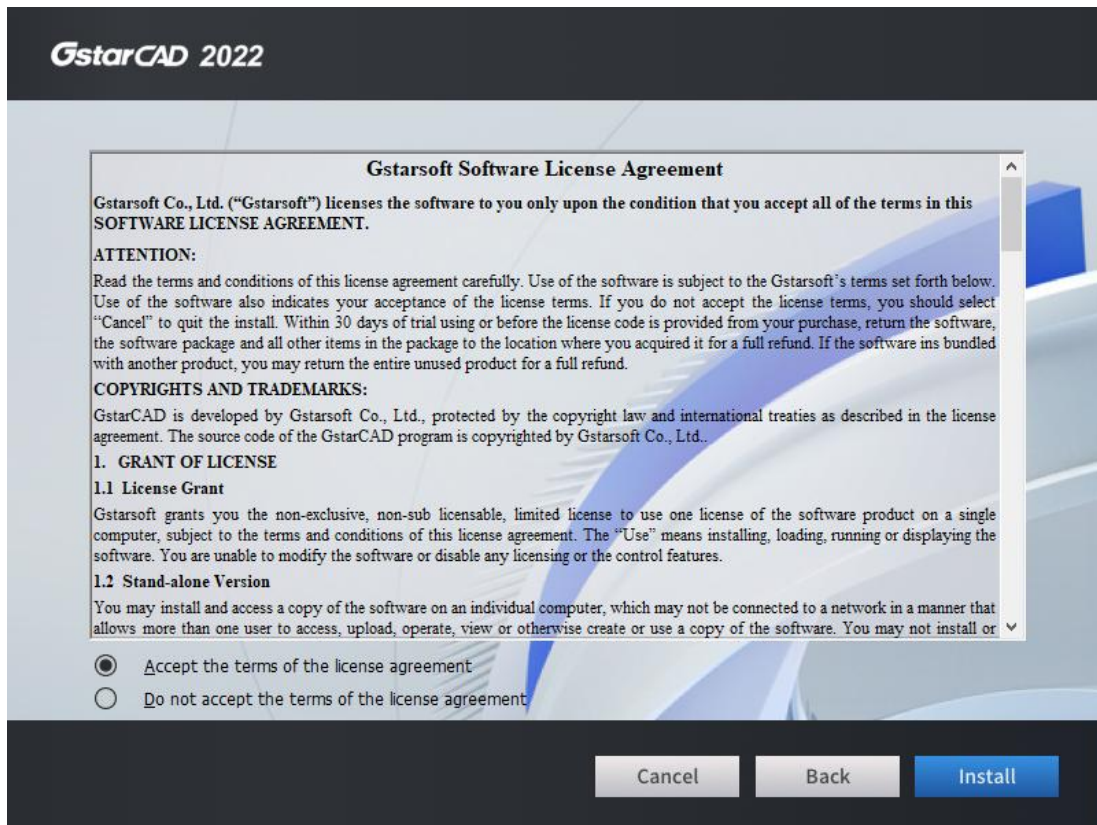 GstarCAD 2022
Gstarsoft Software License Agreement
Gstarsoft Co., Ltd. (“Gstarsoft”) licenses the software to you only upon the condition that you accept all of the terms in this
SOFTWARE LICENSE AGREEMENT.
ATTENTION:
Read the terms and conditions of this license agreement carefully. Use of the software is subject to the Gstarsoft’s terms set forth below.
Use of the software also indicates your acceptance of the license terms. If you do not accept the license terms, you should select
“Cancel” to quit the install. Within 30 days of trial using or before the license code is provided from your purchase, return the software,
the software package and all other items in the package to the location where you acquired it for a full refund. If the software ins bundled
with another product, you may return the entire unused product for a full refund.
COPYRIGHTS AND TRADEMARKS:
GstarCAD is developed by Gstarsoft Co., Ltd., protected by the copyright law and international treaties as described in the license
agreement. The source code of the GstarCAD program is copyrighted by Gstarsoft Co., Ltd..
1. GRANT OF LICENSE
1.1 License Grant
Gstarsoft grants you the non-exclusive, non-sub licensable, limited license to use one license of the software product on a single
computer, subject to the terms and conditions of this license agreement. The “Use” means installing, loading, running or displaying the
software. You are unable to modify the software or disable any licensing or the control features.
1.2 Stand-alone Version
You may install and access a copy of the software on an individual computer, which may not be connected to a network in a manner that
allows more than one user to access, upload, operate, view or otherwise create or use a copy of the software. You may not install or
Accept the terms of the license agreement
Do not accept the terms of the license agreement
Cancel
Back
Install